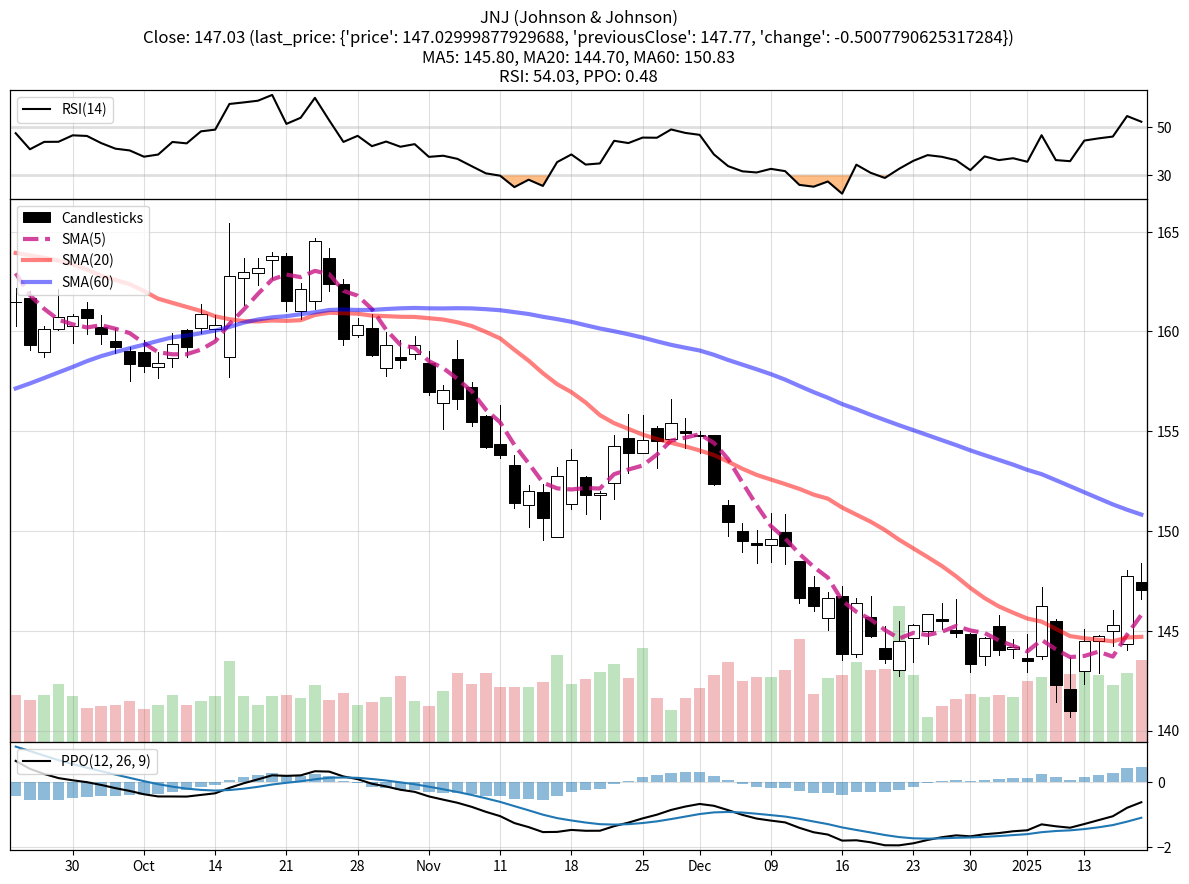 JNJ (Johnson & Johnson)
Close: 147.03 (last_price: {'price': 147.02999877929688, 'previousClose': 147.77, 'change': -0.5007790625317284})
MA5: 145.80, MA20: 144.70, MA60: 150.83
RSI: 54.03, PPO: 0.48
RSI(14)
50
30
Candlesticks
SMA(5)
SMA(20)
SMA(60)
165
160
155
150
145
140
PPO(12, 26, 9)
0
−2
30 Oct 14 21 28 Nov 11 18 25 Dec 09 16 23 30 2025 13